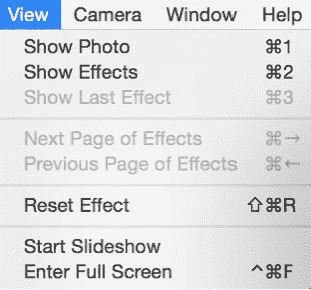 View Camera Window Help
Show Photo ⌘1
Show Effects ⌘2
Show Last Effect ⌘3
Next Page of Effects ⌘→
Previous Page of Effects ⌘←
Reset Effect ⇧⌘R
Start Slideshow
Enter Full Screen ^⌘F